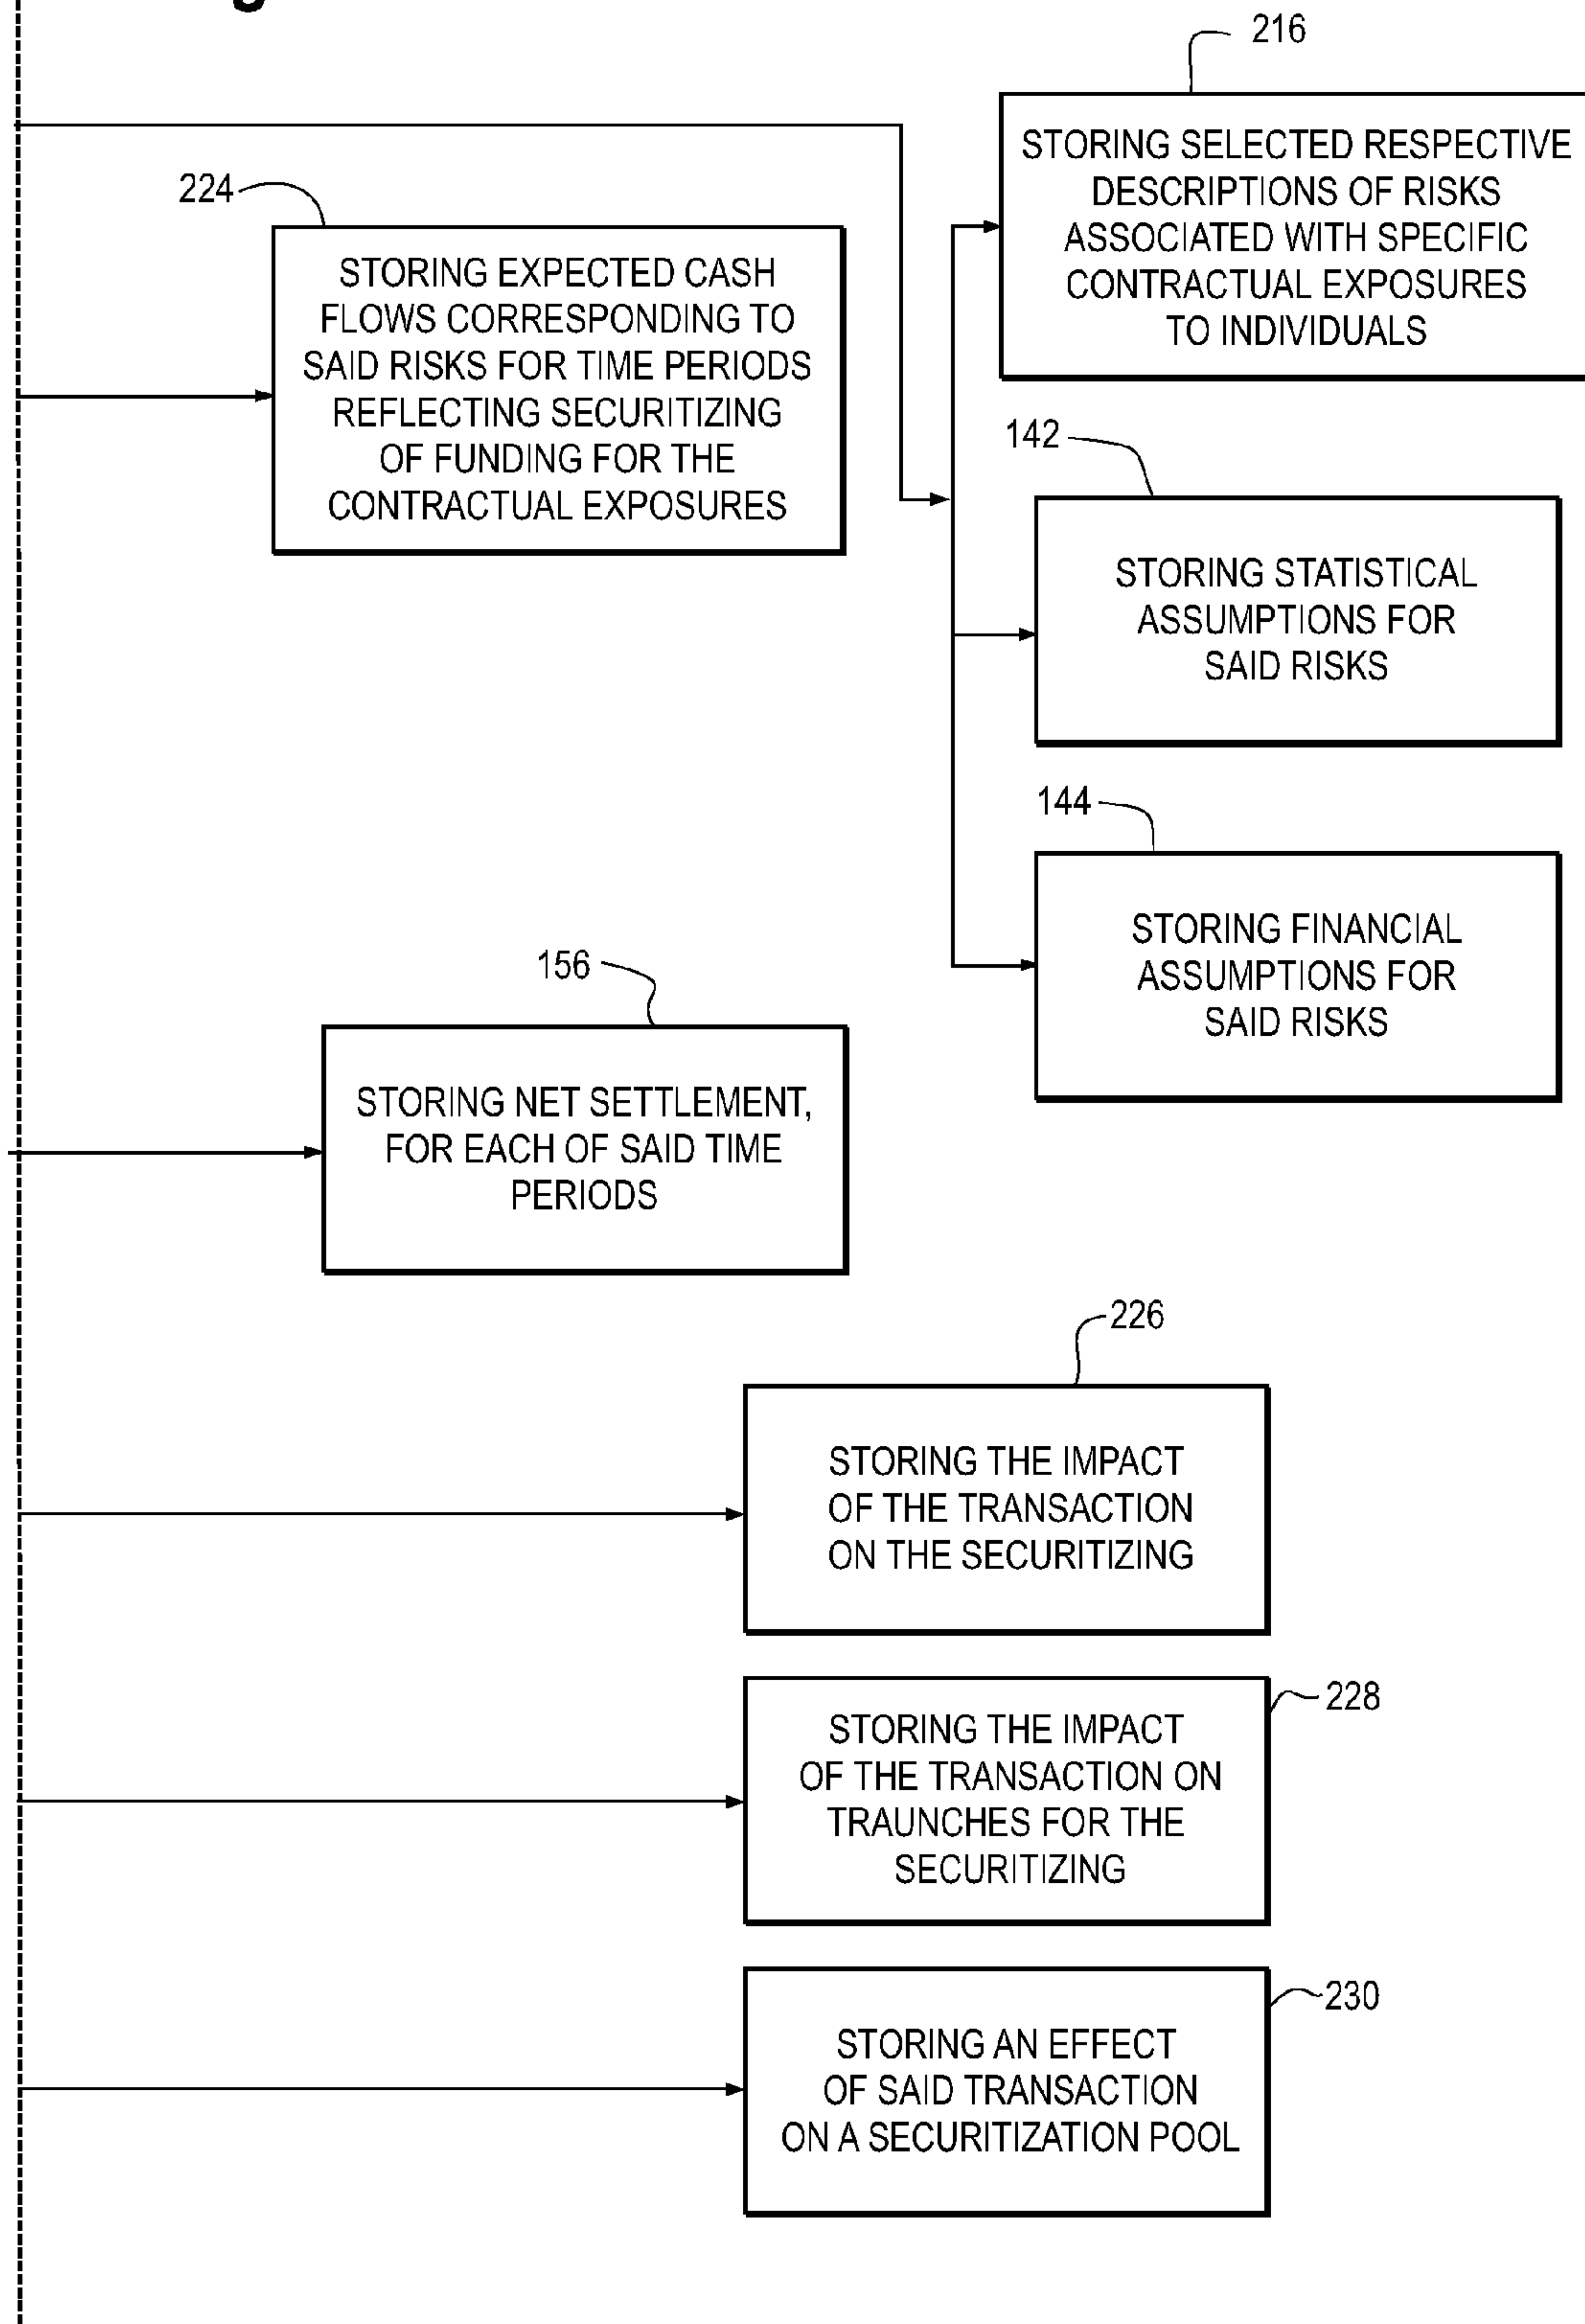 216
STORING SELECTED RESPECTIVE
DESCRIPTIONS OF RISKS
ASSOCIATED WITH SPECIFIC
CONTRACTUAL EXPOSURES
TO INDIVIDUALS
224
STORING EXPECTED CASH
FLOWS CORRESPONDING TO
SAID RISKS FOR TIME PERIODS
REFLECTING SECURITIZING
OF FUNDING FOR THE
CONTRACTUAL EXPOSURES
142
STORING STATISTICAL
ASSUMPTIONS FOR
SAID RISKS
144
STORING FINANCIAL
ASSUMPTIONS FOR
SAID RISKS
156
STORING NET SETTLEMENT,
FOR EACH OF SAID TIME
PERIODS
226
STORING THE IMPACT
OF THE TRANSACTION
ON THE SECURITIZING
228
STORING THE IMPACT
OF THE TRANSACTION ON
TRAUNCHES FOR THE
SECURITIZING
230
STORING AN EFFECT
OF SAID TRANSACTION
ON A SECURITIZATION POOL